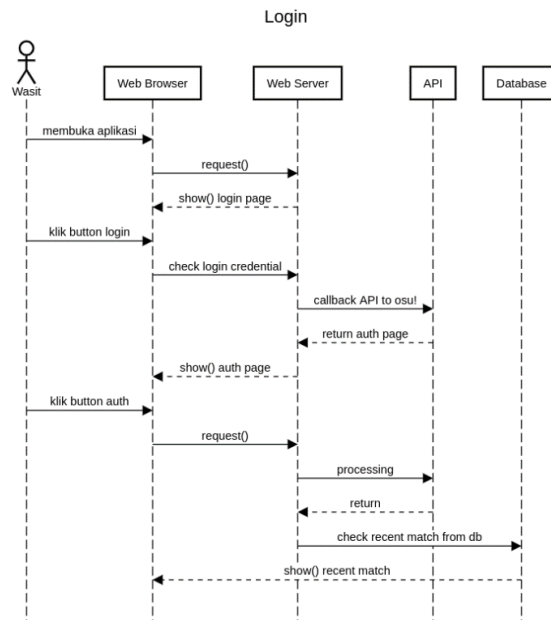 Login
Wasit
Web Browser
Web Server
API
Database
membuka aplikasi
request()
show() login page
klik button login
check login credential
callback API to osu!
return auth page
show() auth page
klik button auth
request()
processing
return
check recent match from db
show() recent match